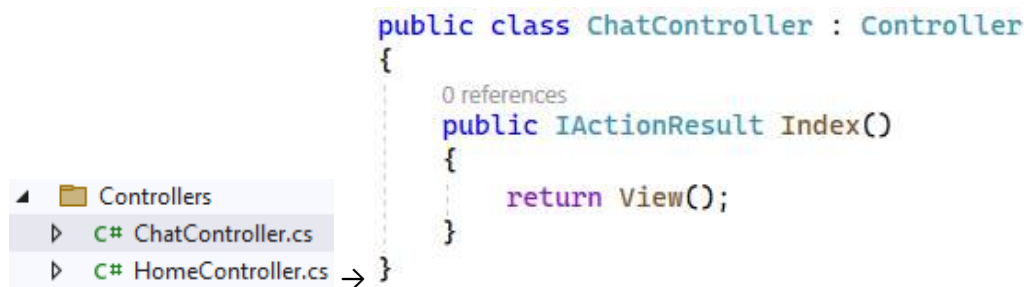 Controllers
C# ChatController.cs
C# HomeController.cs →
public class ChatController : Controller
{
0 references
public IActionResult Index()
{
return View();
}
}